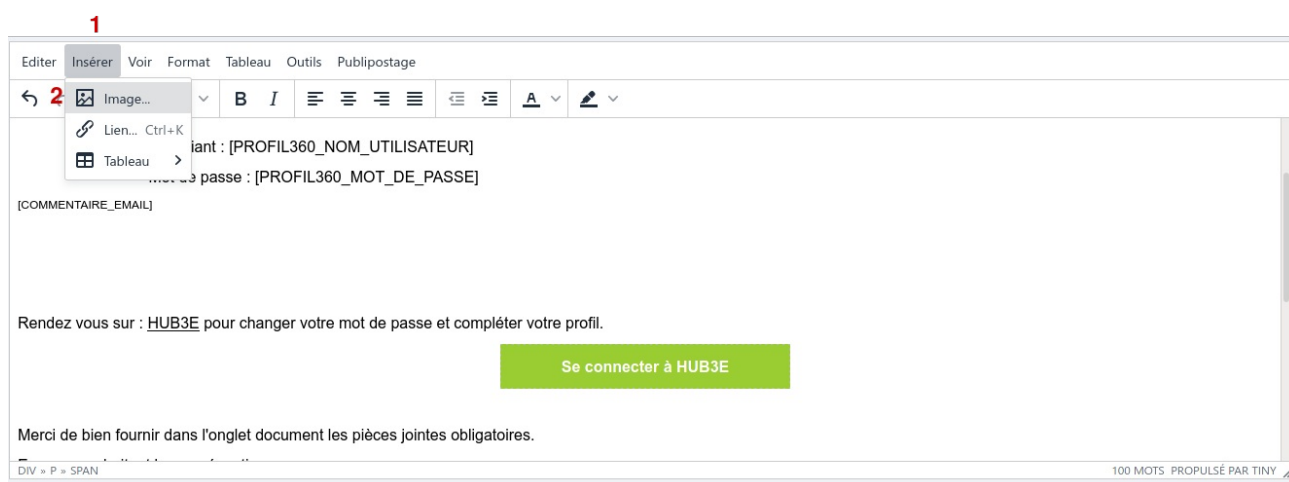 1
Editer Insérer Voir Format Tableau Outils Publipostage
2 Image... B I A
Lien... Ctrl+K
iant : [PROFIL360_NOM_UTILISATEUR]
Tableau
passe : [PROFIL360_MOT_DE_PASSE]
[COMMENTAIRE_EMAIL]
Rendez vous sur : HUB3E pour changer votre mot de passe et compléter votre profil.
Se connecter à HUB3E
Merci de bien fournir dans l'onglet document les pièces jointes obligatoires.
DIV » P » SPAN 100 MOTS PROPULSÉ PAR TINY